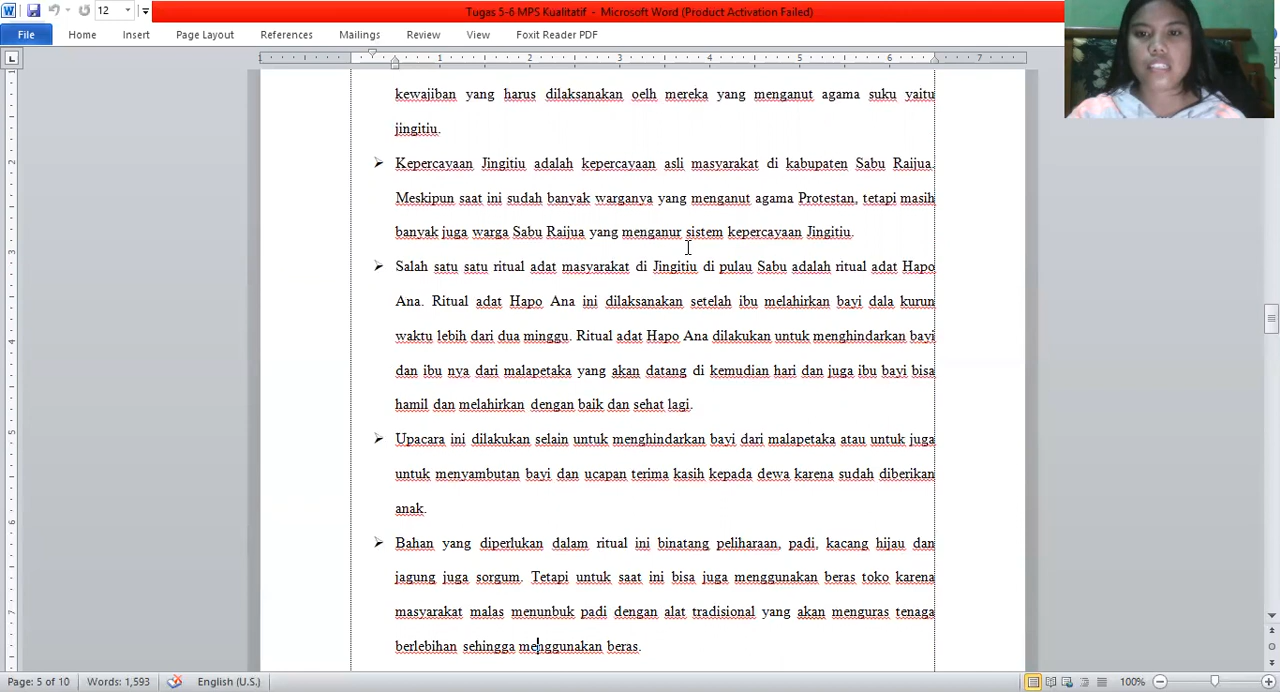 12
Tugas 5-6 MPS Kualitatif - Microsoft Word (Product Activation Failed)
File Home Insert Page Layout References Mailings Review View Foxit Reader PDF
1 1 2 3 4 5 6 7
kewajiban yang harus dilaksanakan oelh mereka yang menganut agama suku yaitu
jingitiu.
➢ Kepercayaan Jingitiu adalah kepercayaan asli masyarakat di kabupaten Sabu Raijua.
Meskipun saat ini sudah banyak warganya yang menganut agama Protestan, tetapi masih
banyak juga warga Sabu Raijua yang menganur sistem kepercayaan Jingitiu.
➢ Salah satu satu ritual adat masyarakat di Jingitiu di pulau Sabu adalah ritual adat Hapo
Ana. Ritual adat Hapo Ana ini dilaksanakan setelah ibu melahirkan bayi dala kurun
waktu lebih dari dua minggu. Ritual adat Hapo Ana dilakukan untuk menghindarkan bayi
dan ibu nya dari malapetaka yang akan datang di kemudian hari dan juga ibu bayi bisa
hamil dan melahirkan dengan baik dan sehat lagi.
➢ Upacara ini dilakukan selain untuk menghindarkan bayi dari malapetaka atau untuk juga
untuk menyambutan bayi dan ucapan terima kasih kepada dewa karena sudah diberikan
anak.
➢ Bahan yang diperlukan dalam ritual ini binatang peliharaan, padi, kacang hijau dan
jagung juga sorgum. Tetapi untuk saat ini bisa juga menggunakan beras toko karena
masyarakat malas menunbuk padi dengan alat tradisional yang akan menguras tenaga
berlebihan sehingga menggunakan beras.
Page: 5 of 10 Words: 1,593 English (U.S.) 100%